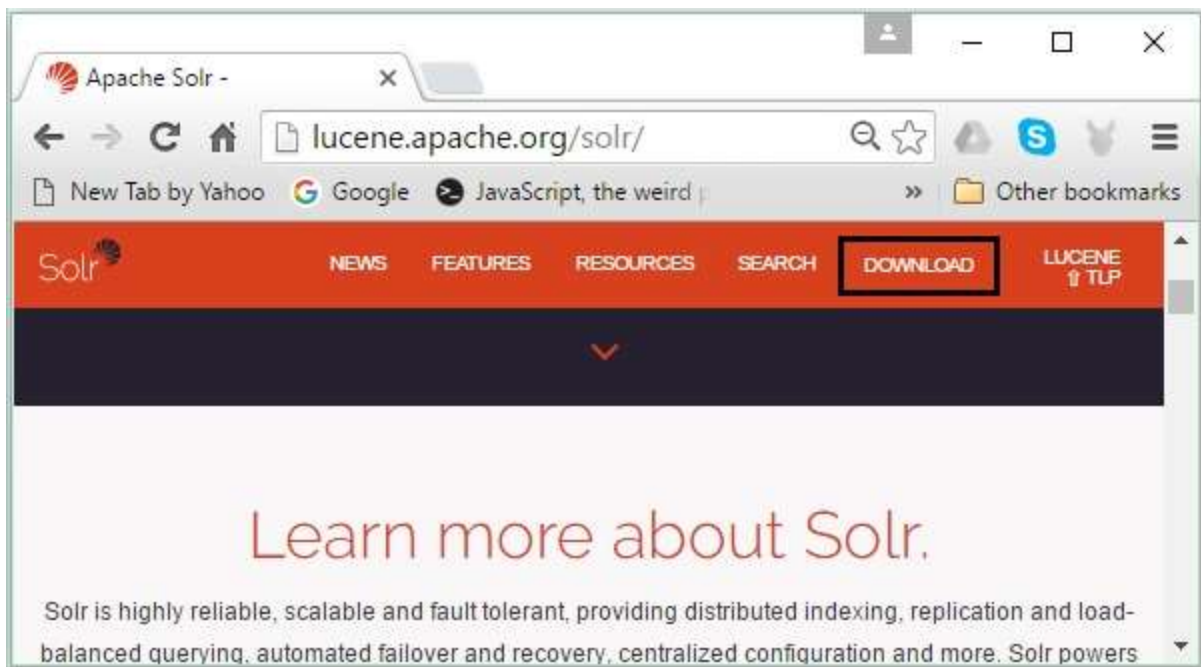 Apache Solr -
lucene.apache.org/solr/
New Tab by Yahoo Google JavaScript, the weird Other bookmarks
Solr NEWS FEATURES RESOURCES SEARCH DOWNLOAD LUCENE
⇧ TLP
Learn more about Solr.
Solr is highly reliable, scalable and fault tolerant, providing distributed indexing, replication and load-
balanced querying, automated failover and recovery, centralized configuration and more. Solr powers